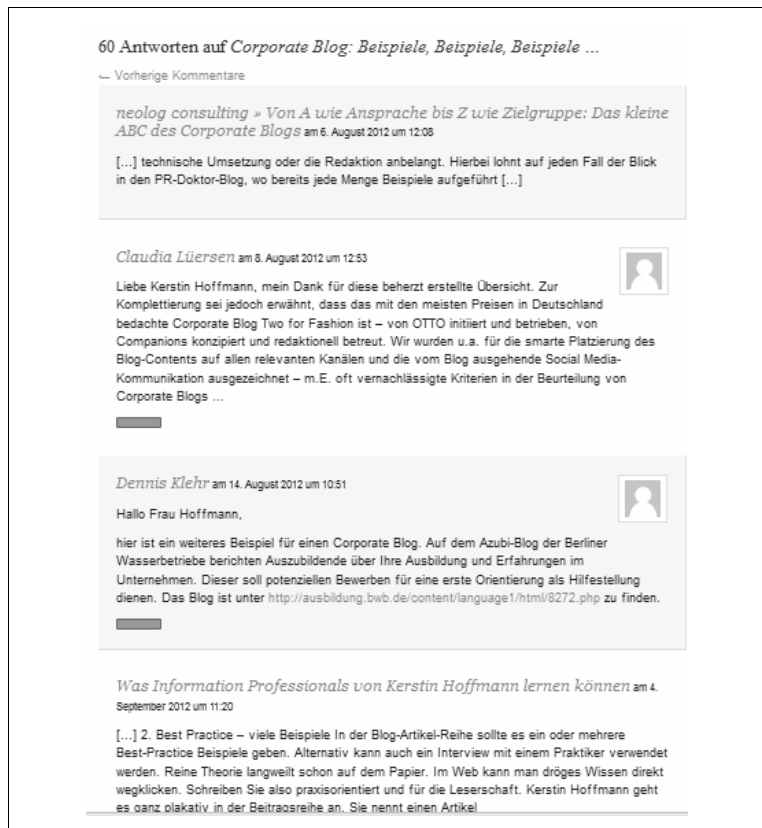 60 Antworten auf Corporate Blog: Beispiele, Beispiele, Beispiele …
← Vorherige Kommentare
neolog consulting » Von A wie Ansprache bis Z wie Zielgruppe: Das kleine
ABC des Corporate Blogs am 6. August 2012 um 12:08
[…] technische Umsetzung oder die Redaktion anbelangt. Hierbei lohnt auf jeden Fall der Blick
in den PR-Doktor-Blog, wo bereits jede Menge Beispiele aufgeführt […]
Claudia Lüersen am 8. August 2012 um 12:53
Liebe Kerstin Hoffmann, mein Dank für diese beherzt erstellte Übersicht. Zur
Komplettierung sei jedoch erwähnt, dass das mit den meisten Preisen in Deutschland
bedachte Corporate Blog Two for Fashion ist – von OTTO initiiert und betrieben, von
Companions konzipiert und redaktionell betreut. Wir wurden u.a. für die smarte Platzierung des
Blog-Contents auf allen relevanten Kanälen und die vom Blog ausgehende Social Media-
Kommunikation ausgezeichnet – m.E. oft vernachlässigte Kriterien in der Beurteilung von
Corporate Blogs …
Dennis Klehr am 14. August 2012 um 10:51
Hallo Frau Hoffmann,
hier ist ein weiteres Beispiel für einen Corporate Blog. Auf dem Azubi-Blog der Berliner
Wasserbetriebe berichten Auszubildende über Ihre Ausbildung und Erfahrungen im
Unternehmen. Dieser soll potenziellen Bewerben für eine erste Orientierung als Hilfestellung
dienen. Das Blog ist unter http://ausbildung.bwb.de/content/language1/html/8272.php zu finden.
Was Information Professionals von Kerstin Hoffmann lernen können am 4.
September 2012 um 11:20
[…] 2. Best Practice – viele Beispiele In der Blog-Artikel-Reihe sollte es ein oder mehrere
Best-Practice Beispiele geben. Alternativ kann auch ein Interview mit einem Praktiker verwendet
werden. Reine Theorie langweilt schon auf dem Papier. Im Web kann man dröges Wissen direkt
wegklicken. Schreiben Sie also praxisorientiert und für die Leserschaft. Kerstin Hoffmann geht
es ganz plakativ in der Beitragsreihe an. Sie nennt einen Artikel